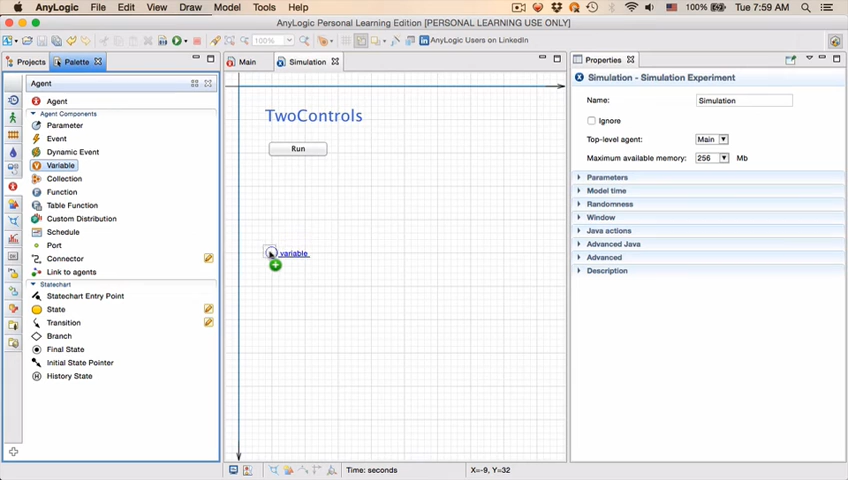 AnyLogic File Edit View Draw Model Tools Help 100% Tue 7:59 AM
AnyLogic Personal Learning Edition [PERSONAL LEARNING USE ONLY]
100% AnyLogic Users on LinkedIn
Projects Palette Main Simulation Properties
Agent
Agent
Agent Components
Parameter
Event
Dynamic Event
Variable
Collection
Function
Table Function
Custom Distribution
Schedule
Port
Connector
Link to agents
Statechart
Statechart Entry Point
State
Transition
Branch
Final State
Initial State Pointer
History State
TwoControls
Run
variable
Time: seconds X=-9, Y=32
Simulation - Simulation Experiment
Name: Simulation
Ignore
Top-level agent: Main
Maximum available memory: 256 Mb
Parameters
Model time
Randomness
Window
Java actions
Advanced Java
Advanced
Description